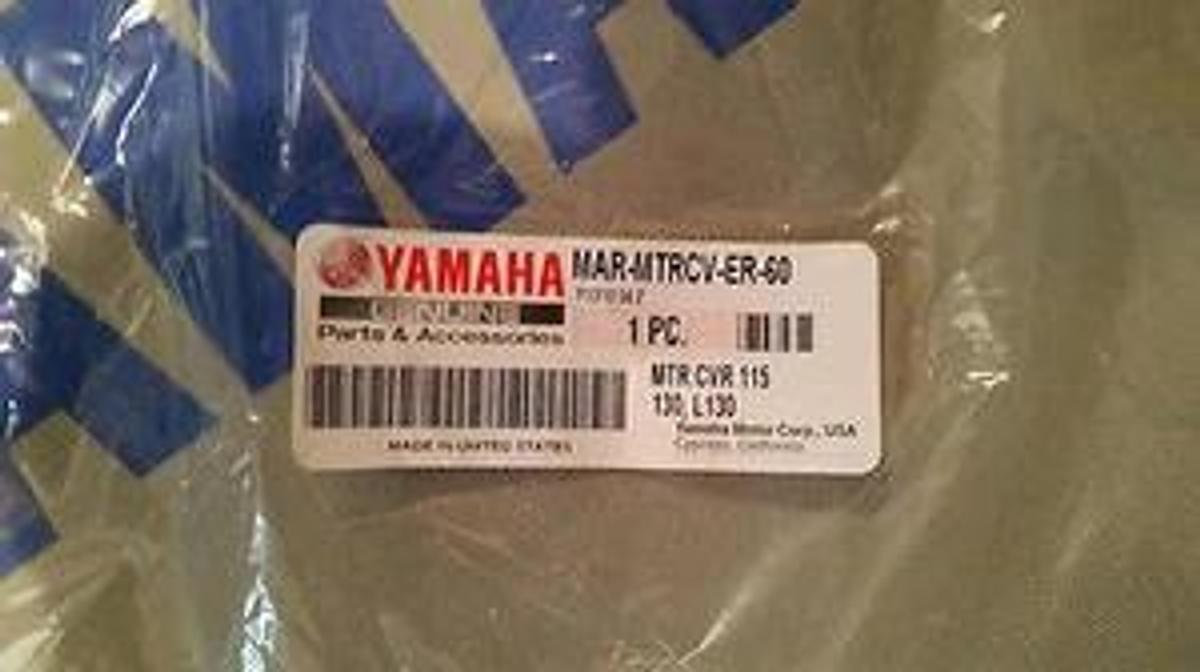 YAMAHA
GENUINE
Parts & Accessories
MADE IN UNITED STATES
MAR-MTRCV-ER-60
1 PC.
MTR CVR 115
130, L130
Yamaha Motor Corp., USA
Cypress, California